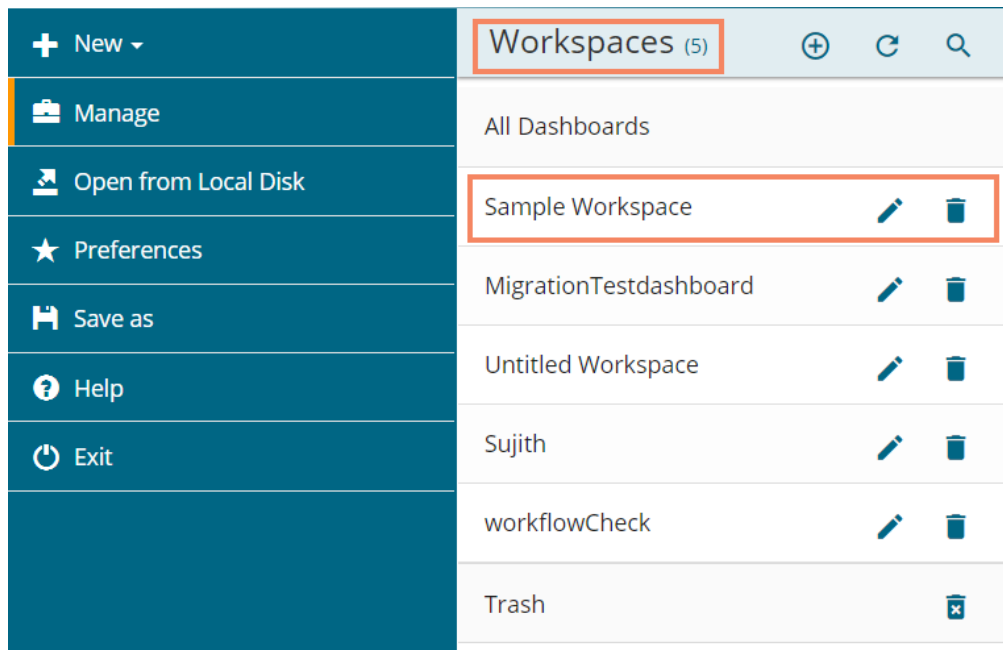 New
Manage
Open from Local Disk
Preferences
Save as
Help
Exit
Workspaces (5)
All Dashboards
Sample Workspace
MigrationTestdashboard
Untitled Workspace
Sujith
workflowCheck
Trash